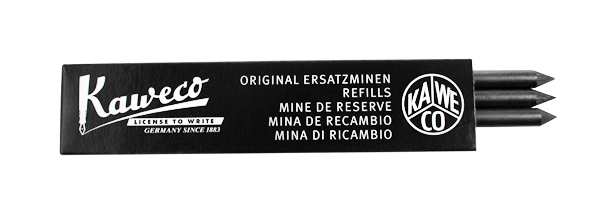 Kaweco
LICENSE TO WRITE
GERMANY SINCE 1883
ORIGINAL ERSATZMINEN
REFILLS
MINE DE RESERVE
MINA DE RECAMBIO
MINA DI RICAMBIO
KA WE
CO